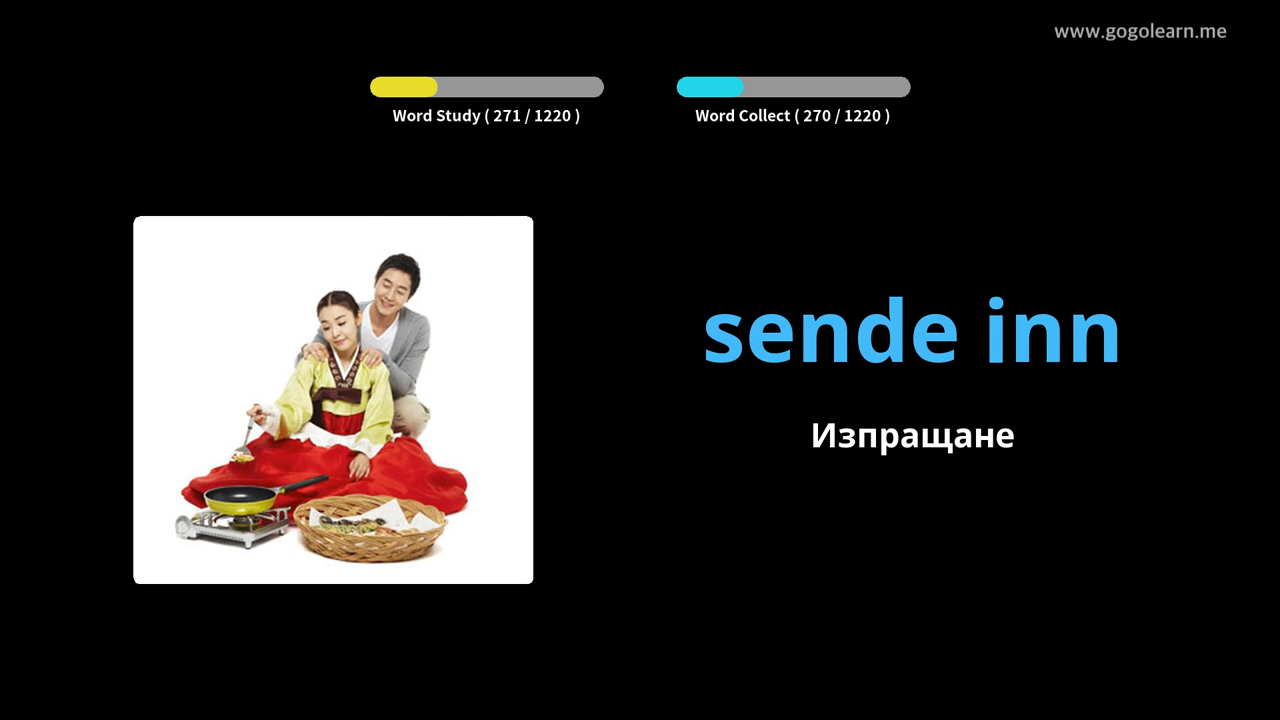 www.gogolearn.me
Word Study ( 271 / 1220 )
Word Collect ( 270 / 1220 )
sende inn
Изпращане